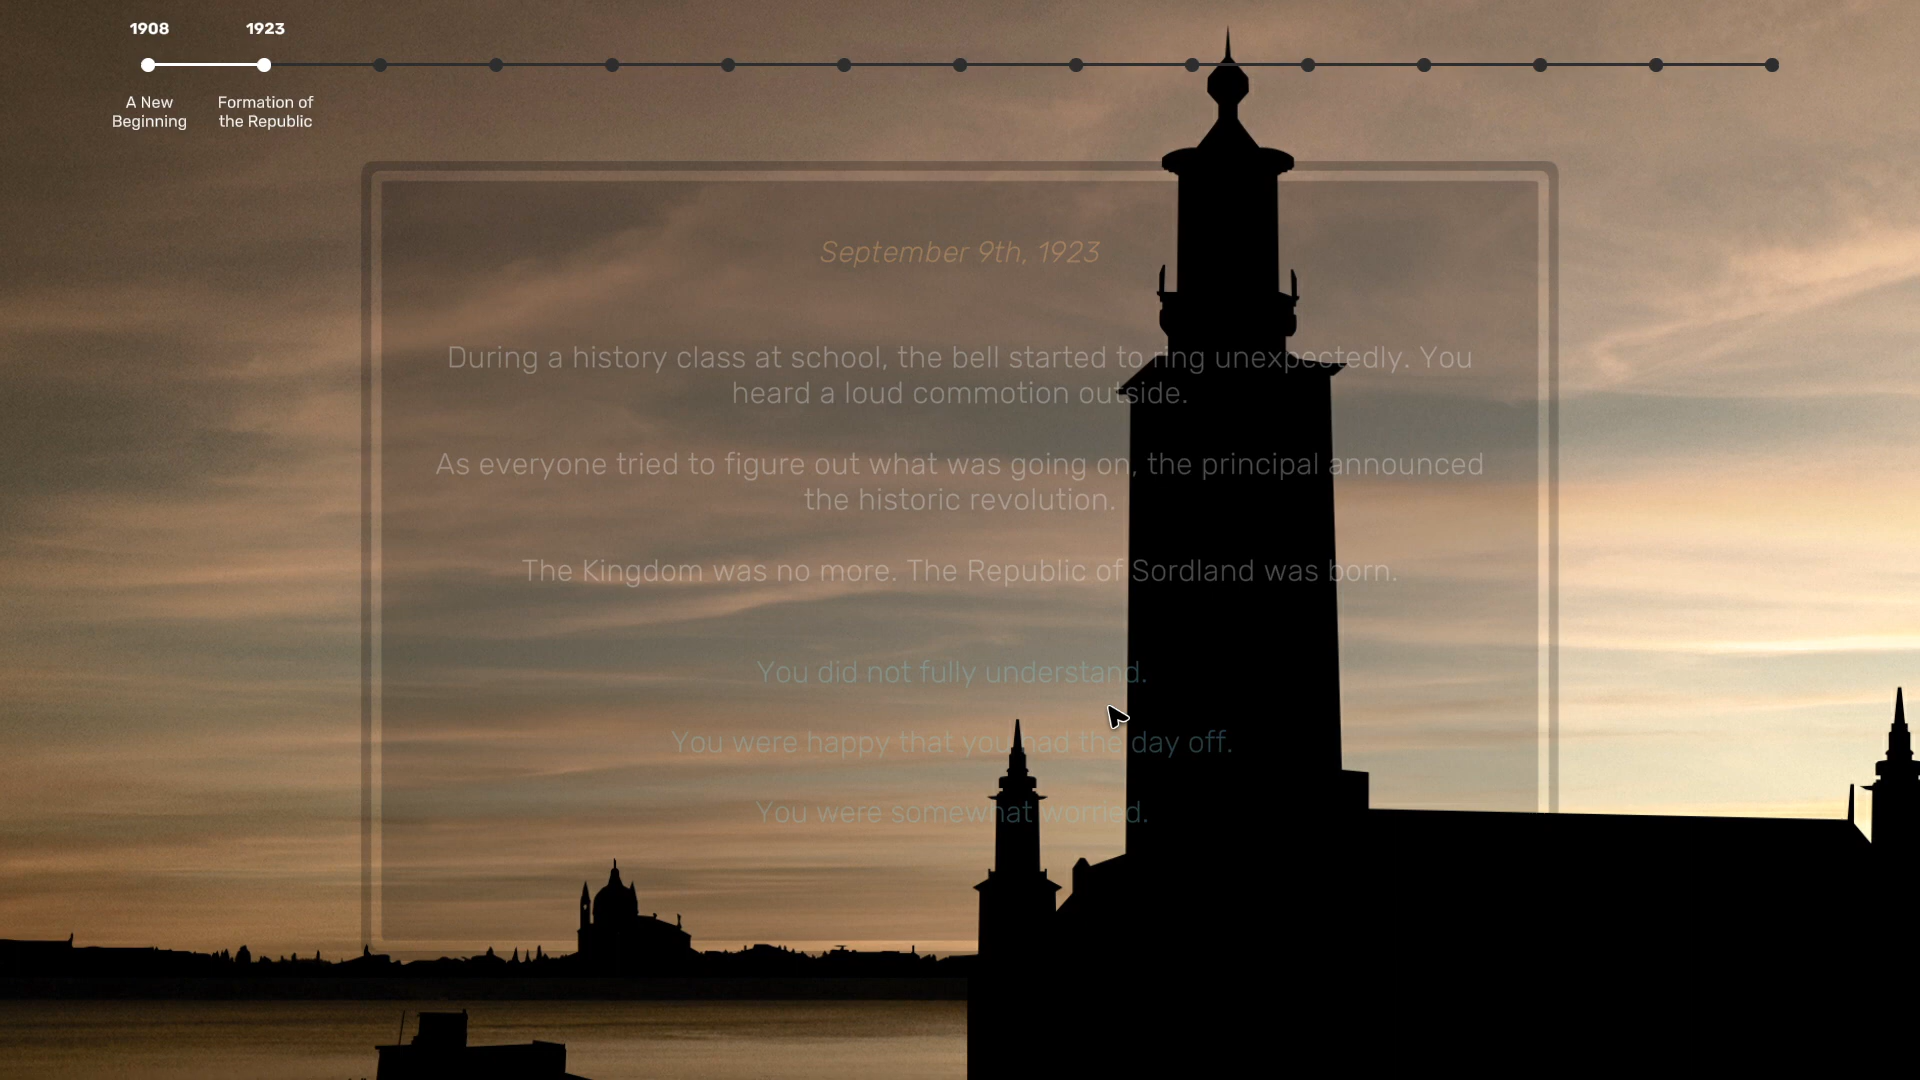 1908
1923
A New
Beginning
Formation of
the Republic
September 9th, 1923
During a history class at school, the bell started to ring unexpectedly. You
heard a loud commotion outside.
As everyone tried to figure out what was going on, the principal announced
the historic revolution.
The Kingdom was no more. The Republic of Sordland was born.
You did not fully understand.
You were happy that you had the day off.
You were somewhat worried.